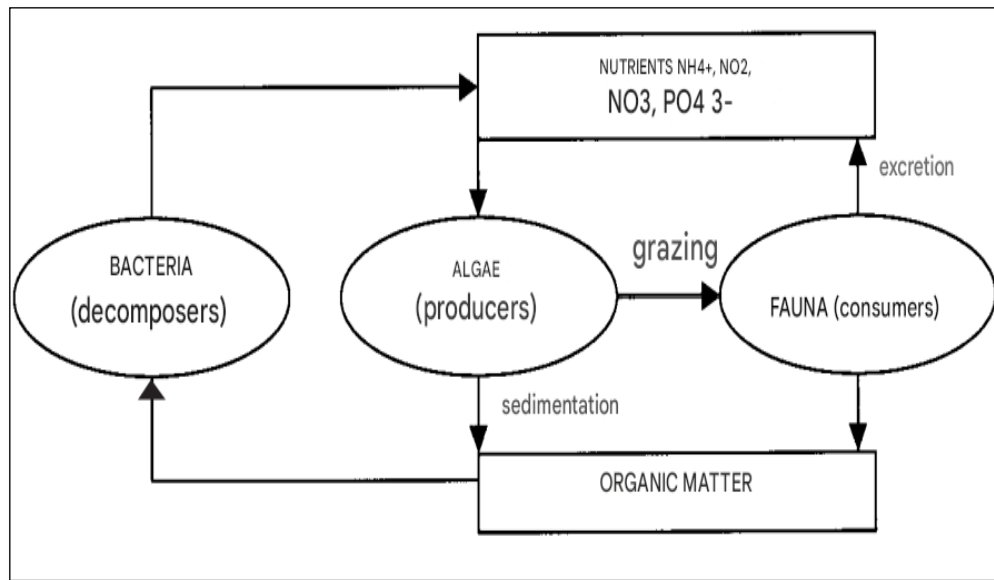 NUTRIENTS NH4+, NO2,
NO3, PO4 3-
excretion
BACTERIA
(decomposers)
ALGAE
(producers)
grazing
FAUNA (consumers)
sedimentation
ORGANIC MATTER